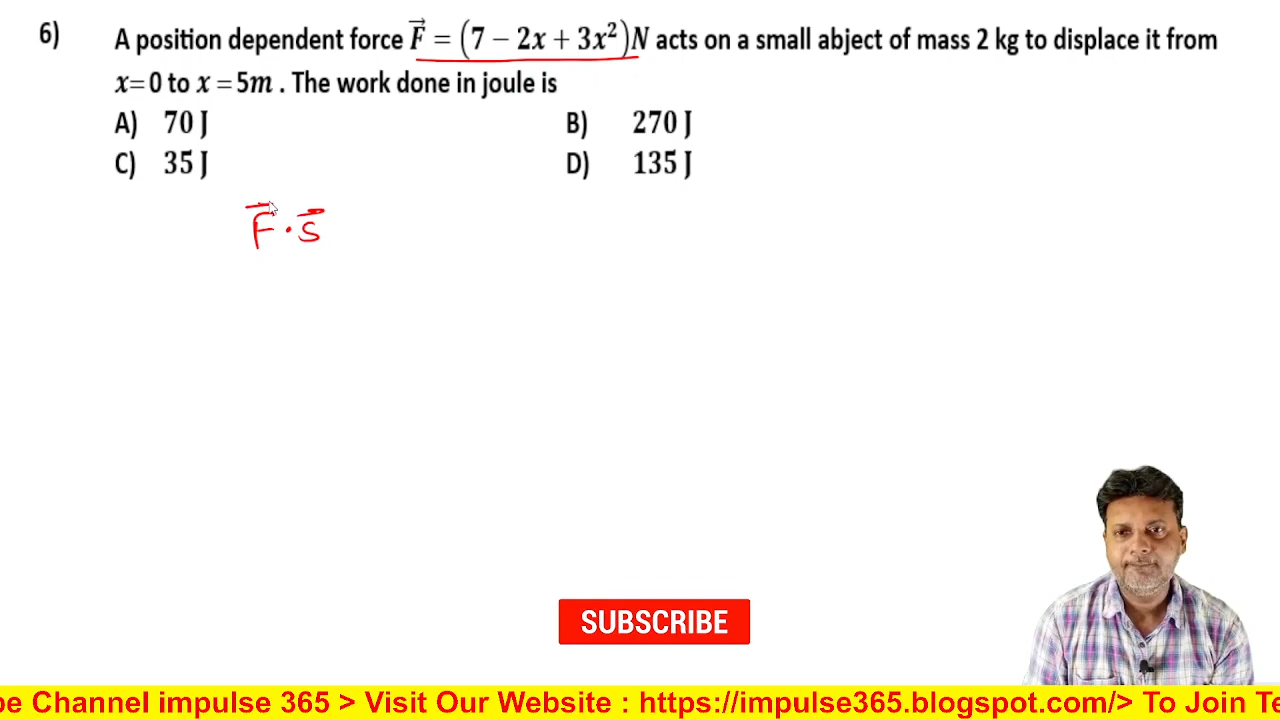 6) A position dependent force F⃗ = (7 − 2x + 3x²)N acts on a small abject of mass 2 kg to displace it from
x= 0 to x = 5m . The work done in joule is
A) 70 J B) 270 J
C) 35 J D) 135 J
F⃗ · s⃗
SUBSCRIBE
pe Channel impulse 365 > Visit Our Website : https://impulse365.blogspot.com/> To Join Te